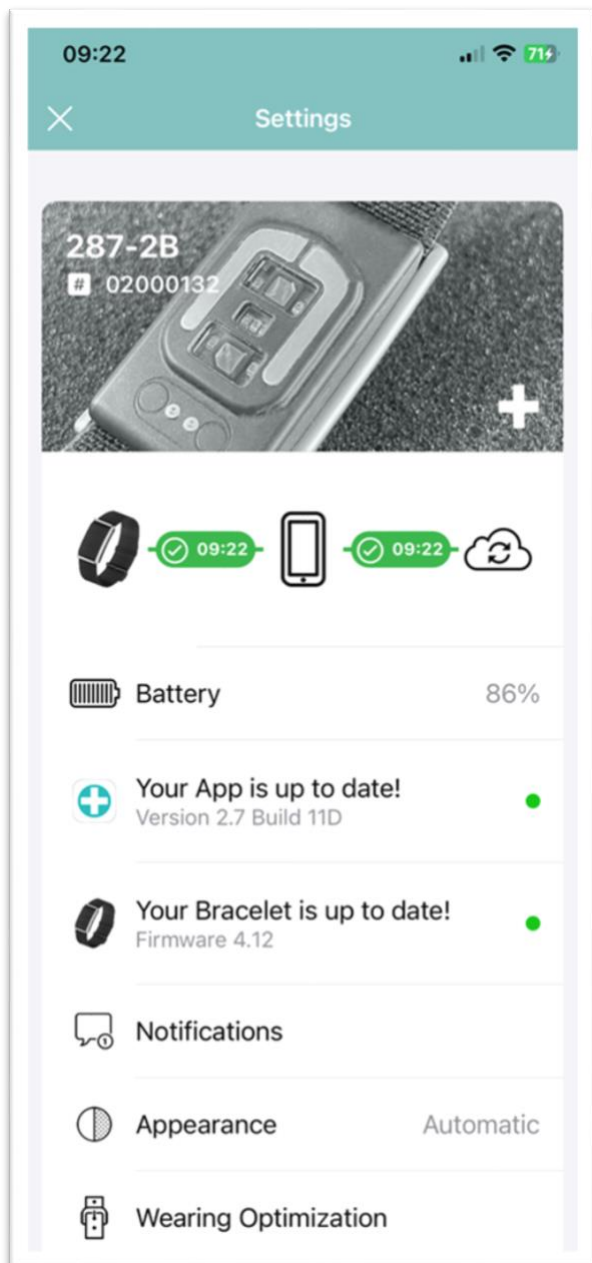 09:22
71
Settings
287-2B
# 02000132
09:22
09:22
Battery 86%
Your App is up to date!
Version 2.7 Build 11D
Your Bracelet is up to date!
Firmware 4.12
1
Notifications
Appearance Automatic
Wearing Optimization